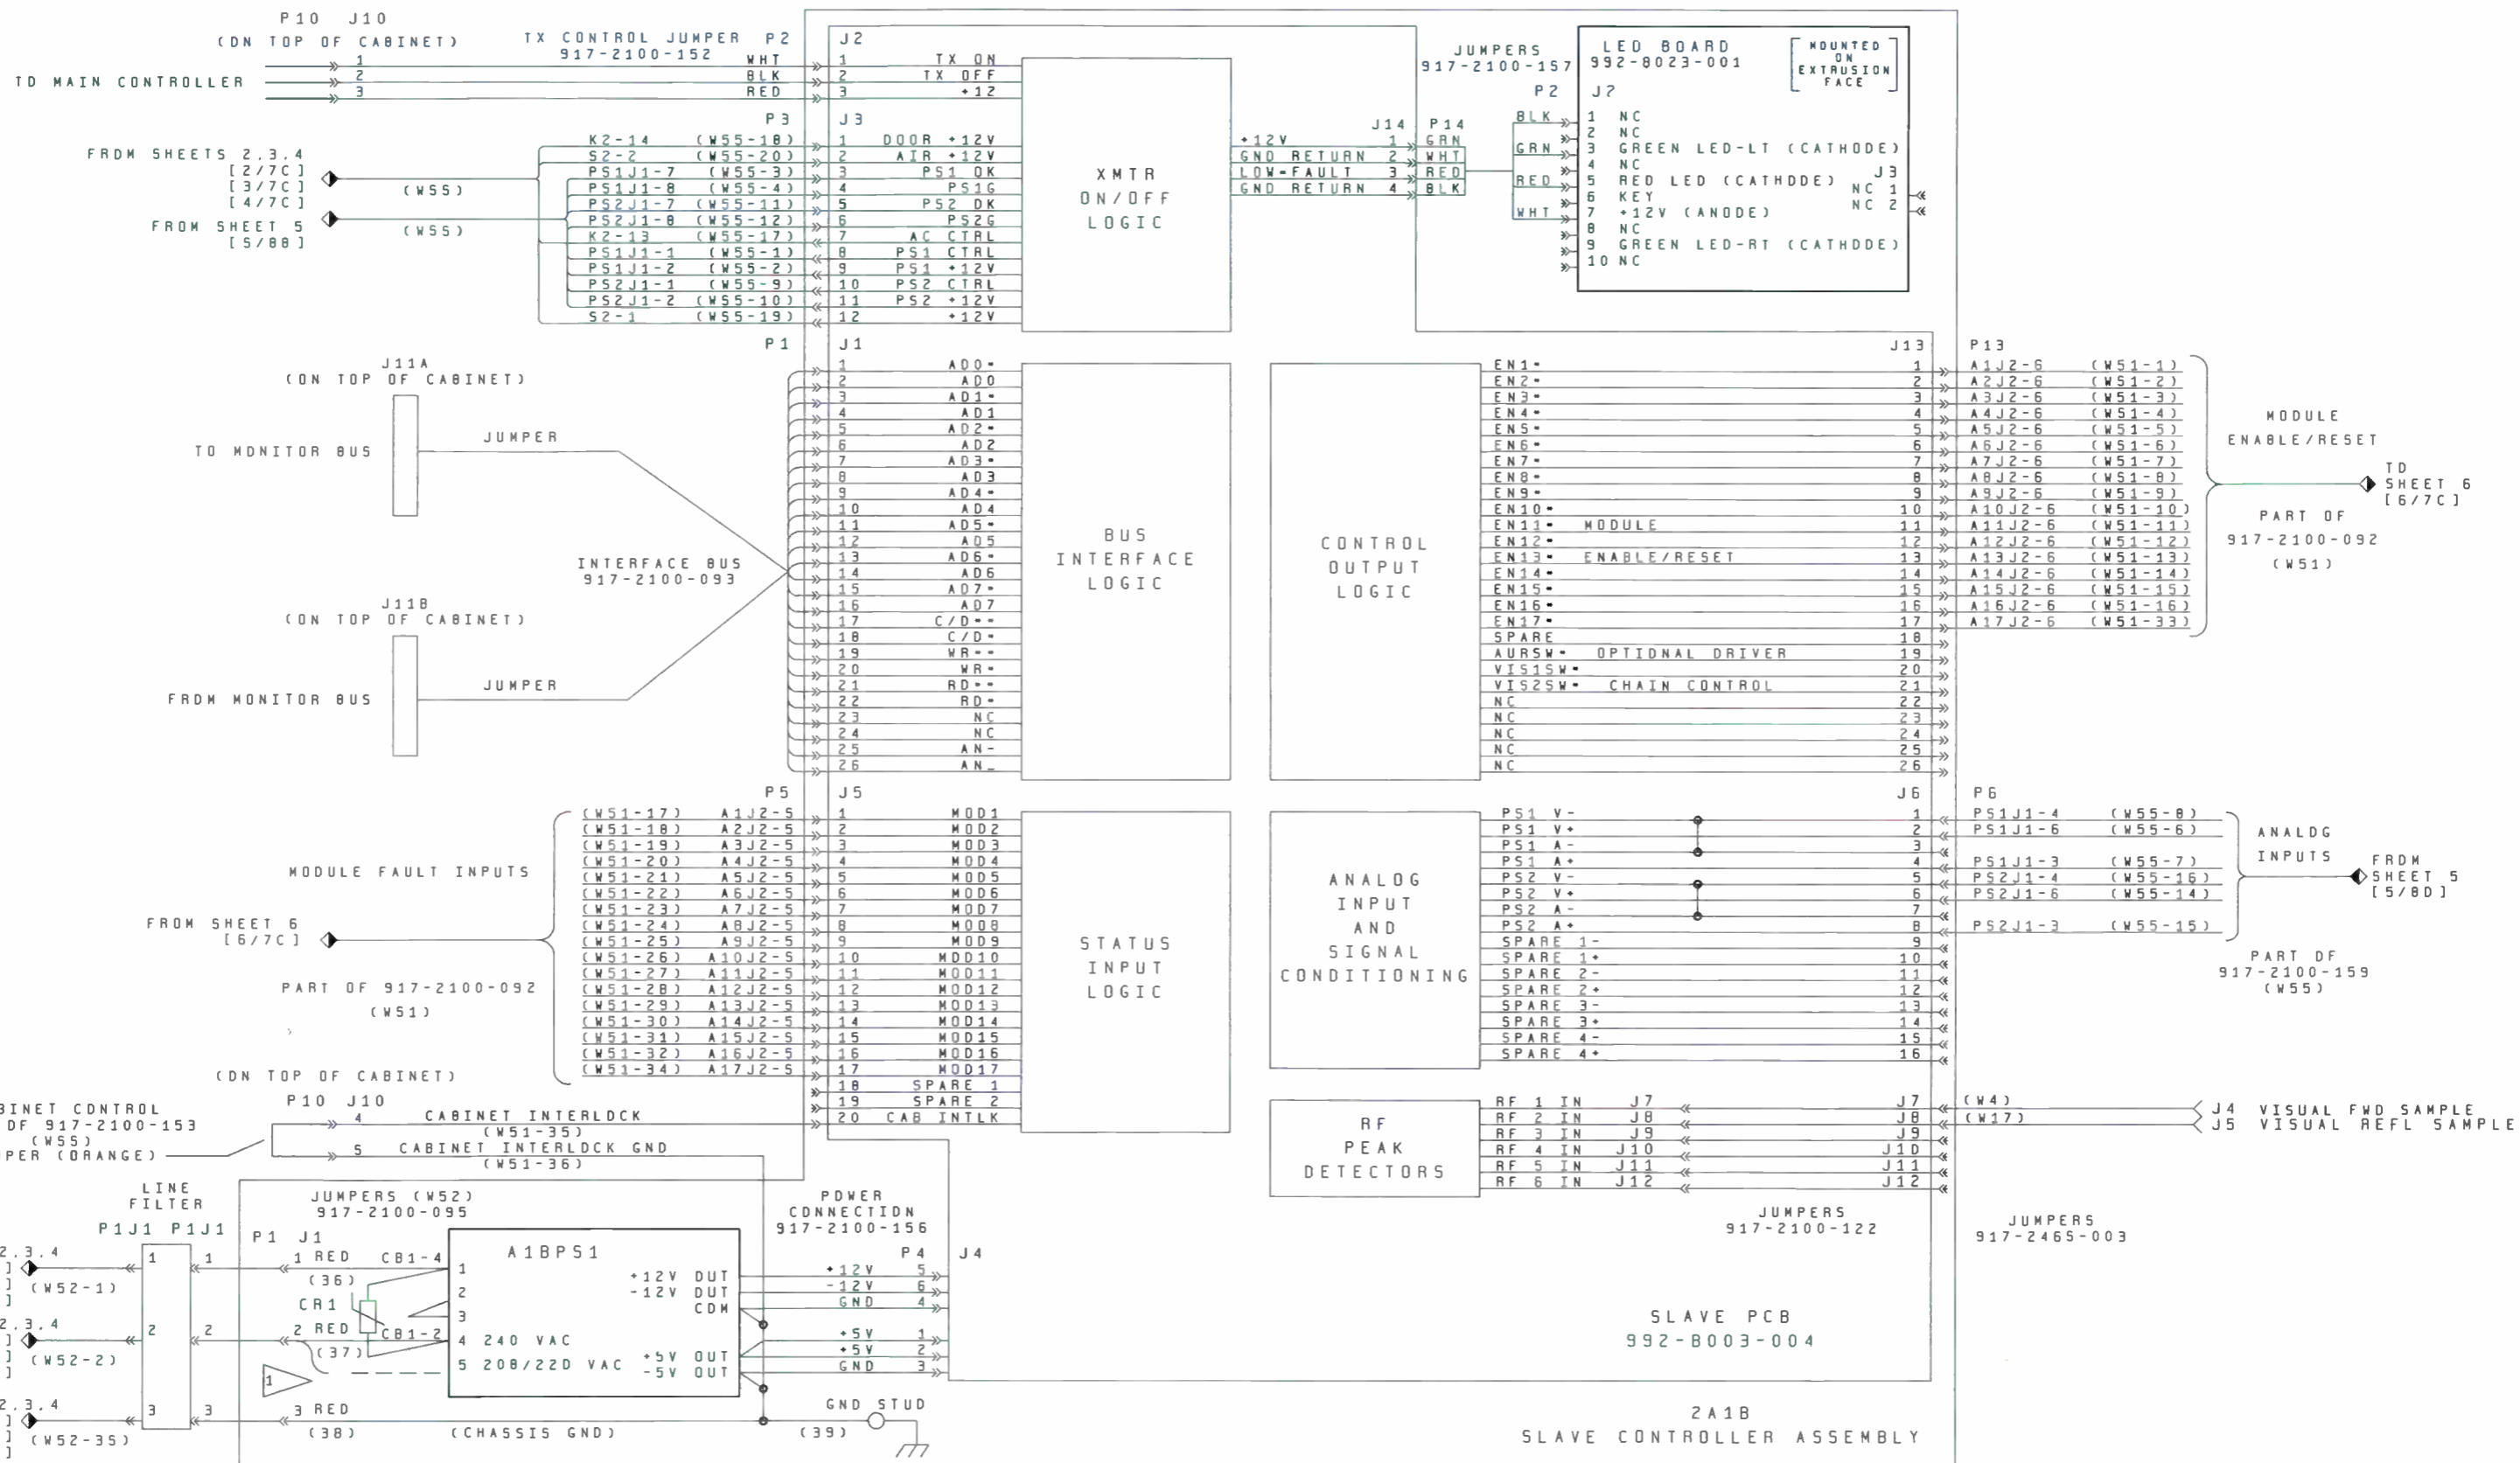 P10 J10
(ON TOP OF CABINET)
TX CONTROL JUMPER P2 J2
917-2100-152
TO MAIN CONTROLLER
1 WHT 1 TX ON
2 BLK 2 TX OFF
3 RED 3 +12
P3 J3
FROM SHEETS 2,3,4
[2/7C]
[3/7C]
[4/7C]
(W55)
FROM SHEET 5
[5/8B]
(W55)
K2-14 (W55-18) 1 DOOR +12V
S2-2 (W55-20) 2 AIR +12V
PS1J1-7 (W55-3) 3 PS1 OK
PS1J1-8 (W55-4) 4 PS1G
PS2J1-7 (W55-11) 5 PS2 OK
PS2J1-8 (W55-12) 6 PS2G
K2-13 (W55-17) 7 AC CTRL
PS1J1-1 (W55-1) 8 PS1 CTRL
PS1J1-2 (W55-2) 9 PS1 +12V
PS2J1-1 (W55-9) 10 PS2 CTRL
PS2J1-2 (W55-10) 11 PS2 +12V
S2-1 (W55-19) 12 +12V
XMTR
ON/OFF
LOGIC
J14 P14
+12V 1 GRN
GND RETURN 2 WHT
LOW-FAULT 3 RED
GND RETURN 4 BLK
JUMPERS
917-2100-157
LED BOARD
992-8023-001
MOUNTED
ON
EXTRUSION
FACE
P2 J?
BLK 1 NC
2 NC
GRN 3 GREEN LED-LT (CATHODE)
4 NC
RED 5 RED LED (CATHODE)
6 KEY
WHT 7 +12V (ANODE)
8 NC
9 GREEN LED-RT (CATHODE)
10 NC
J3
NC 1
NC 2
J11A
(ON TOP OF CABINET)
TO MONITOR BUS
JUMPER
INTERFACE BUS
917-2100-093
J11B
(ON TOP OF CABINET)
FROM MONITOR BUS
JUMPER
P1 J1
1 AD0*
2 AD0
3 AD1*
4 AD1
5 AD2*
6 AD2
7 AD3*
8 AD3
9 AD4*
10 AD4
11 AD5*
12 AD5
13 AD6*
14 AD6
15 AD7*
16 AD7
17 C/D**
18 C/D*
19 WR**
20 WR*
21 RD**
22 RD*
23 NC
24 NC
25 AN-
26 AN_
BUS
INTERFACE
LOGIC
CONTROL
OUTPUT
LOGIC
J13 P13
EN1* 1 A1J2-6 (W51-1)
EN2* 2 A2J2-6 (W51-2)
EN3* 3 A3J2-6 (W51-3)
EN4* 4 A4J2-6 (W51-4)
EN5* 5 A5J2-6 (W51-5)
EN6* 6 A6J2-6 (W51-6)
EN7* 7 A7J2-6 (W51-7)
EN8* 8 A8J2-6 (W51-8)
EN9* 9 A9J2-6 (W51-9)
EN10* 10 A10J2-6 (W51-10)
EN11* MODULE 11 A11J2-6 (W51-11)
EN12* 12 A12J2-6 (W51-12)
EN13* ENABLE/RESET 13 A13J2-6 (W51-13)
EN14* 14 A14J2-6 (W51-14)
EN15* 15 A15J2-6 (W51-15)
EN16* 16 A16J2-6 (W51-16)
EN17* 17 A17J2-6 (W51-33)
SPARE 18
AURSW* OPTIONAL DRIVER 19
VIS1SW* 20
VIS2SW* CHAIN CONTROL 21
NC 22
NC 23
NC 24
NC 25
NC 26
MODULE
ENABLE/RESET
TO
SHEET 6
[6/7C]
PART OF
917-2100-092
(W51)
P5 J5
MODULE FAULT INPUTS
FROM SHEET 6
[6/7C]
PART OF 917-2100-092
(W51)
(W51-17) A1J2-5 1 MOD1
(W51-18) A2J2-5 2 MOD2
(W51-19) A3J2-5 3 MOD3
(W51-20) A4J2-5 4 MOD4
(W51-21) A5J2-5 5 MOD5
(W51-22) A6J2-5 6 MOD6
(W51-23) A7J2-5 7 MOD7
(W51-24) A8J2-5 8 MOD8
(W51-25) A9J2-5 9 MOD9
(W51-26) A10J2-5 10 MOD10
(W51-27) A11J2-5 11 MOD11
(W51-28) A12J2-5 12 MOD12
(W51-29) A13J2-5 13 MOD13
(W51-30) A14J2-5 14 MOD14
(W51-31) A15J2-5 15 MOD15
(W51-32) A16J2-5 16 MOD16
(W51-34) A17J2-5 17 MOD17
18 SPARE 1
19 SPARE 2
20 CAB INTLK
STATUS
INPUT
LOGIC
ANALOG
INPUT
AND
SIGNAL
CONDITIONING
J6 P6
PS1 V- 1 PS1J1-4 (W55-8)
PS1 V+ 2 PS1J1-6 (W55-6)
PS1 A- 3
PS1 A+ 4 PS1J1-3 (W55-7)
PS2 V- 5 PS2J1-4 (W55-16)
PS2 V+ 6 PS2J1-6 (W55-14)
PS2 A- 7
PS2 A+ 8 PS2J1-3 (W55-15)
SPARE 1- 9
SPARE 1+ 10
SPARE 2- 11
SPARE 2+ 12
SPARE 3- 13
SPARE 3+ 14
SPARE 4- 15
SPARE 4+ 16
ANALOG
INPUTS
FROM
SHEET 5
[5/8D]
PART OF
917-2100-159
(W55)
RF
PEAK
DETECTORS
RF 1 IN J7 J7 (W4) J4 VISUAL FWD SAMPLE
RF 2 IN J8 J8 (W17) J5 VISUAL REFL SAMPLE
RF 3 IN J9 J9
RF 4 IN J10 J10
RF 5 IN J11 J11
RF 6 IN J12 J12
JUMPERS
917-2100-122
JUMPERS
917-2465-003
(ON TOP OF CABINET)
P10 J10
BINET CONTROL
OF 917-2100-153
(W55)
PER (ORANGE)
4 CABINET INTERLOCK
(W51-35)
5 CABINET INTERLOCK GND
(W51-36)
LINE
FILTER
P1J1 P1J1
JUMPERS (W52)
917-2100-095
P1 J1
2,3,4
]
]
]
(W52-1)
1 1
1 RED CB1-4
(36)
CR1
2,3,4
]
]
]
(W52-2)
2 2
2 RED CB1-2
(37)
1
2,3,4
]
]
]
(W52-35)
3 3
3 RED
(38)
(CHASSIS GND)
A18PS1
1
2
3
4 240 VAC
5 208/220 VAC
+12V OUT
-12V OUT
COM
+5V OUT
-5V OUT
POWER
CONNECTION
917-2100-156
P4 J4
+12V 5
-12V 6
GND 4
+5V 1
+5V 2
GND 3
GND STUD
(39)
SLAVE PCB
992-8003-004
2A18
SLAVE CONTROLLER ASSEMBLY